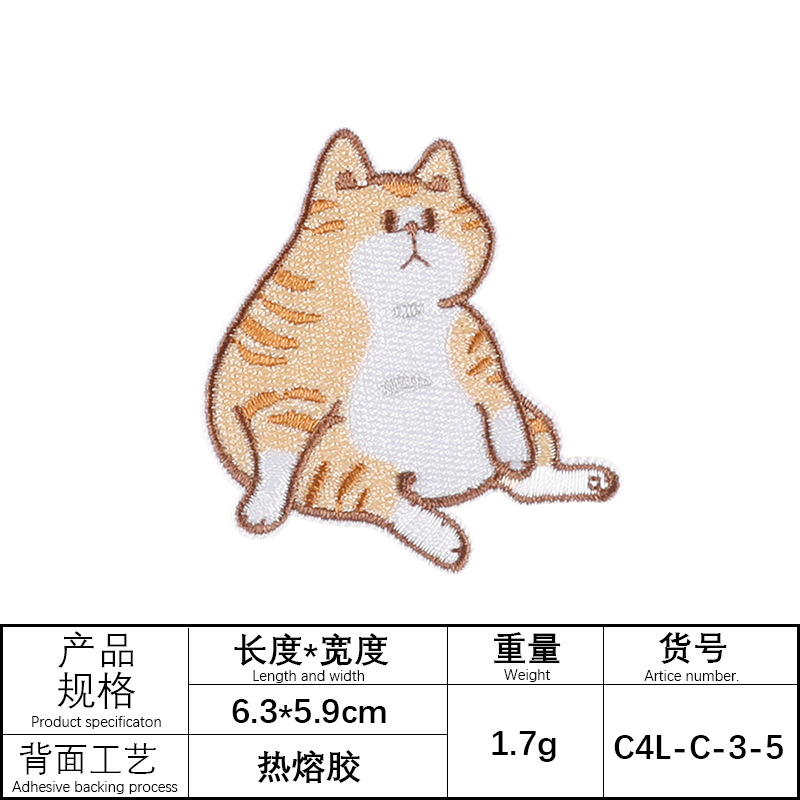 产品
规格
Product specificaton
长度*宽度
Length and width
重量
Weight
货号
Artice number.
6.3*5.9cm
1.7g
C4L-C-3-5
背面工艺
Adhesive backing process
热熔胶